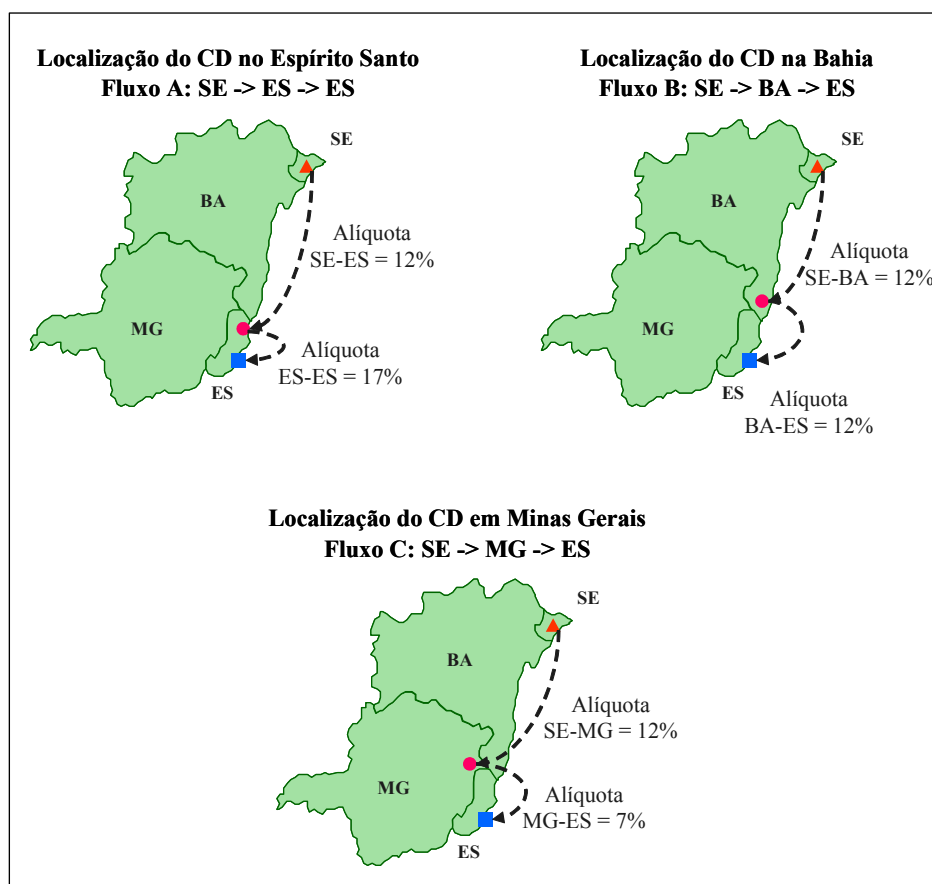 Localização do CD no Espírito Santo
Fluxo A: SE -> ES -> ES
SE
BA
Alíquota
SE-ES = 12%
MG
Alíquota
ES-ES = 17%
ES
Localização do CD na Bahia
Fluxo B: SE -> BA -> ES
SE
BA
Alíquota
SE-BA = 12%
MG
ES
Alíquota
BA-ES = 12%
Localização do CD em Minas Gerais
Fluxo C: SE -> MG -> ES
SE
BA
Alíquota
SE-MG = 12%
MG
Alíquota
MG-ES = 7%
ES